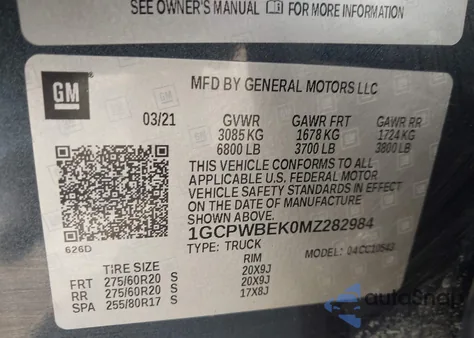 SEE OWNER'S MANUAL FOR MORE INFORMATION
GM
MFD BY GENERAL MOTORS LLC
03/21 GVWR GAWR FRT GAWR RR
3085 KG 1678 KG 1724 KG
6800 LB 3700 LB 3800 LB
THIS VEHICLE CONFORMS TO ALL
APPLICABLE U.S. FEDERAL MOTOR
VEHICLE SAFETY STANDARDS IN EFFECT
ON THE DATE OF MANUFACTURE
SHOWN ABOVE.
1GCPWBEK0MZ282984
626D
TYPE: TRUCK MODEL: 04CC10543
TIRE SIZE RIM
FRT 275/60R20 S 20X9J
RR 275/60R20 S 20X9J
SPA 255/80R17 S 17X8J
autoSnap